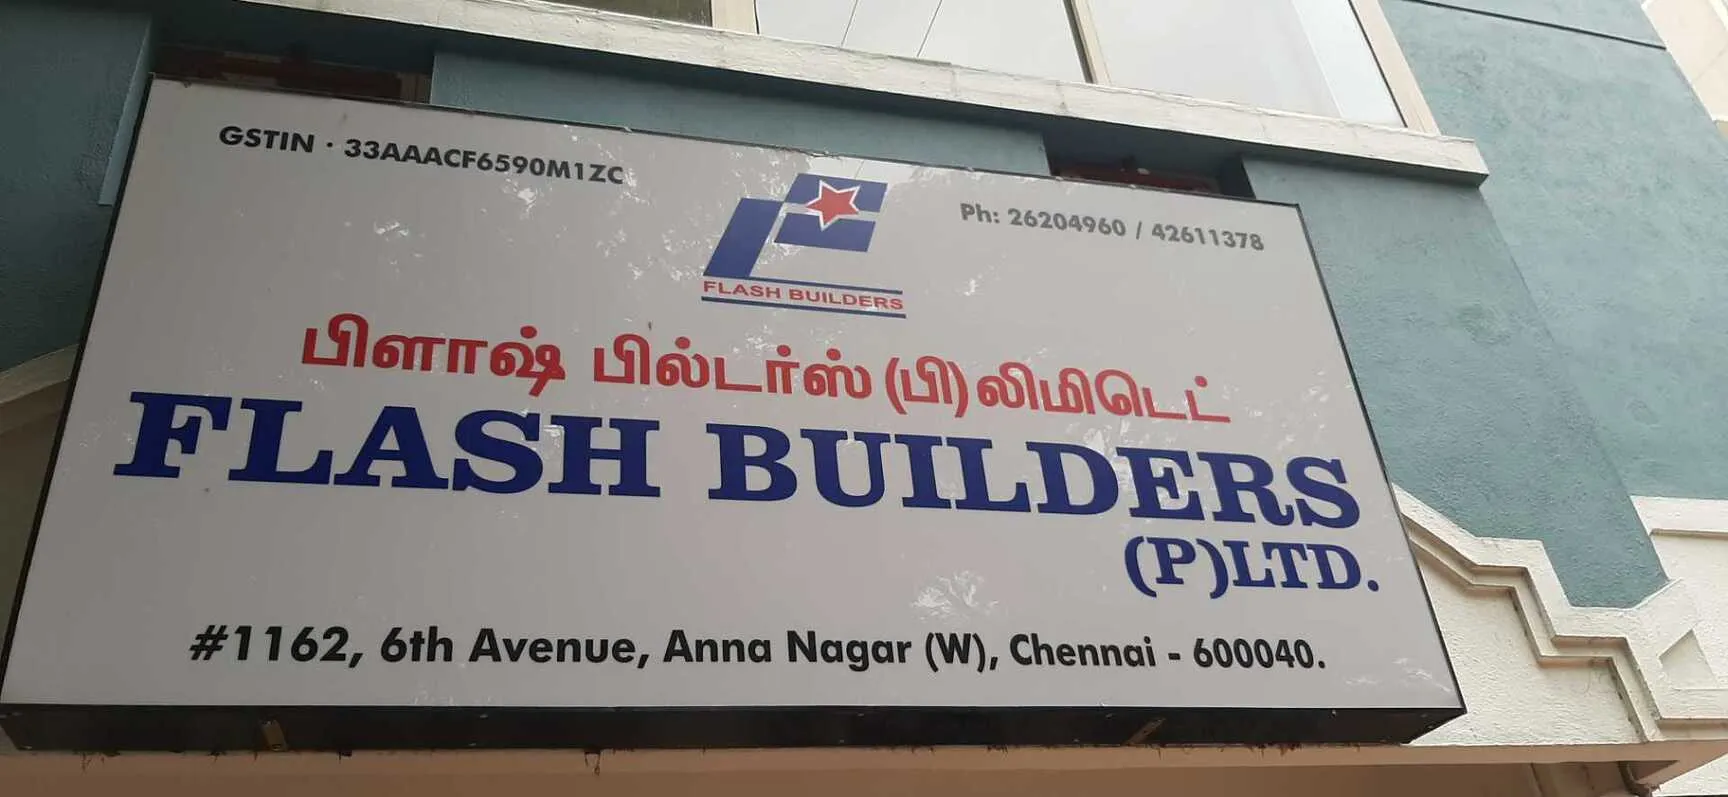 GSTIN · 33AAACF6590M1ZC
Ph: 26204960 / 42611378
FLASH BUILDERS
பிளாஷ் பில்டர்ஸ் (பி) லிமிடெட்
FLASH BUILDERS
(P)LTD.
#1162, 6th Avenue, Anna Nagar (W), Chennai - 600040.